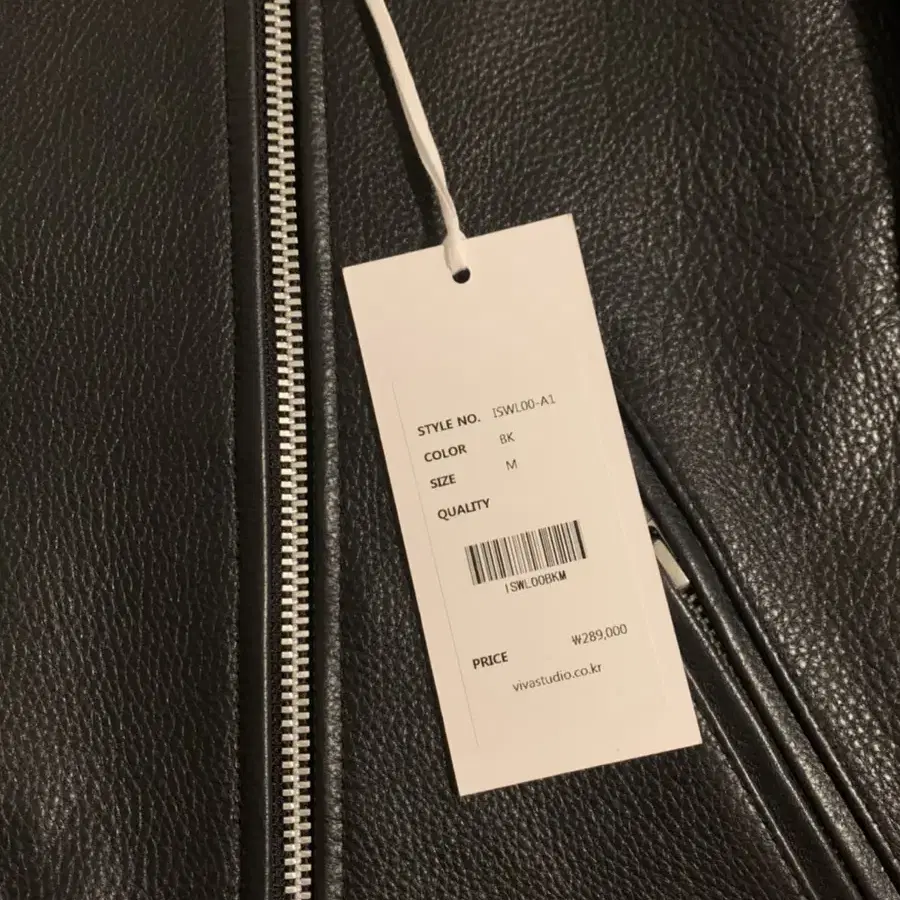 STYLE NO. ISWL00-A1
COLOR BK
SIZE M
QUALITY
ISWL00BKM
PRICE ₩289,000
vivastudio.co.kr